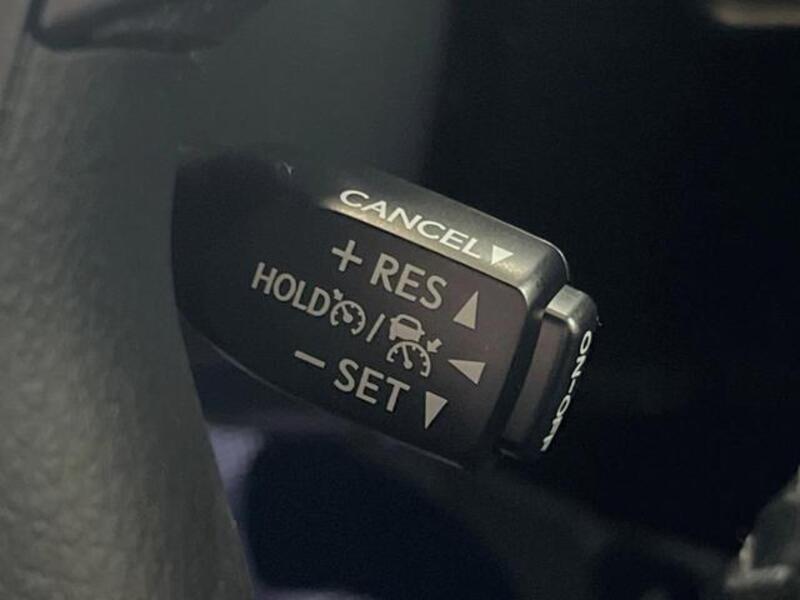 CANCEL▼
+ RES ▲
HOLD / ◀
− SET ▼
ON-OFF